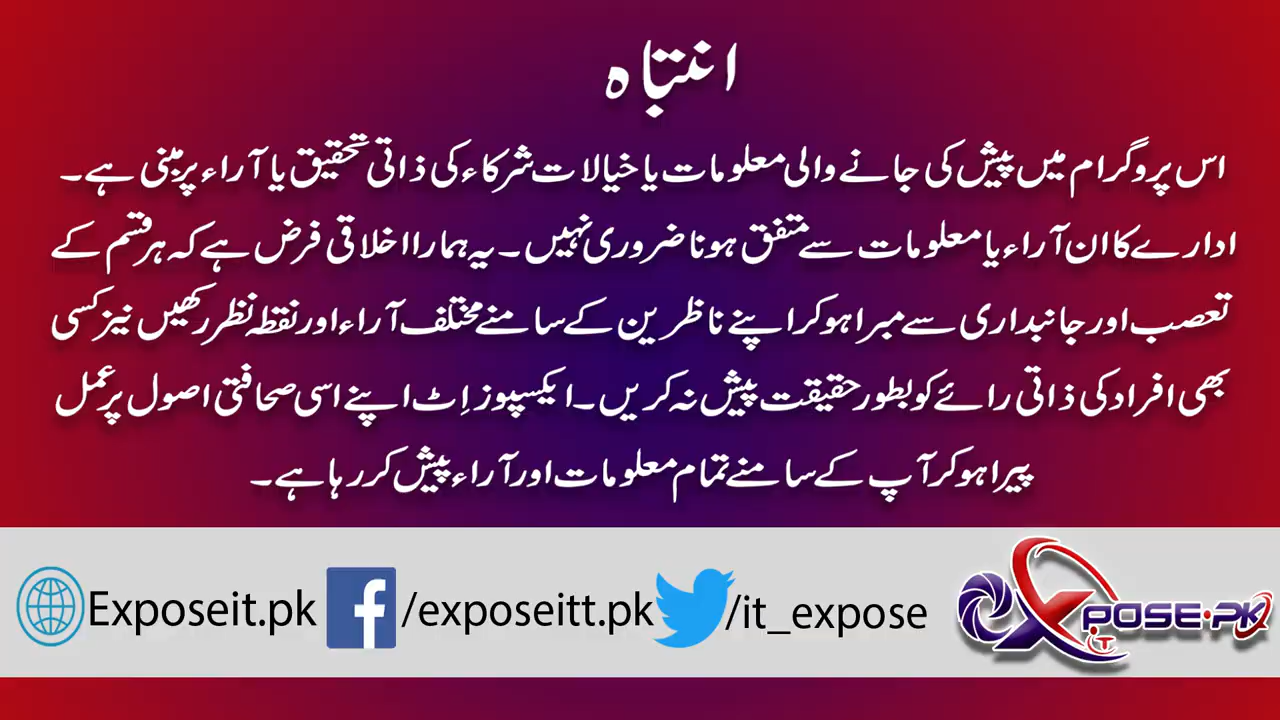 انتباہ
اس پروگرام میں پیش کی جانے والی معلومات یا خیالات شرکاء کی ذاتی تحقیق یا آراء پر مبنی ہے۔
ادارے کا ان آراء یا معلومات سے متفق ہونا ضروری نہیں۔ یہ ہمارا اخلاقی فرض ہے کہ ہر قسم کے
تعصب اور جانبداری سے مبرا ہو کر اپنے ناظرین کے سامنے مختلف آراء اور نقطہ نظر رکھیں نیز کسی
بھی افراد کی ذاتی رائے کو بطور حقیقت پیش نہ کریں۔ ایکسپوز اِٹ اپنے اسی صحافتی اصول پر عمل
پیرا ہو کر آپ کے سامنے تمام معلومات اور آراء پیش کر رہا ہے۔
Exposeit.pk /exposeitt.pk /it_expose XPOSE.PK iT